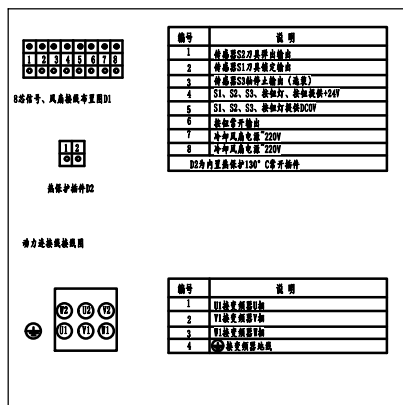 1 2 3 4 5 6 7 8
8芯信号、风扇接线布置图D1
1 2
热保护插件D2
动力连接线接线图
W2 U2 V2
U1 V1 W1
编号 说 明
1 传感器S2刀具弹出输出
2 传感器S1刀具锁定输出
3 传感器S3轴停止输出(选装)
4 S1、S2、S3、按钮灯、按钮提供+24V
5 S1、S2、S3、按钮灯提供DC0V
6 按钮常开输出
7 冷却风扇电源~220V
8 冷却风扇电源~220V
D2为内置热保护130° C常开插件
编号 说 明
1 U1接变频器U相
2 V1接变频器V相
3 W1接变频器W相
4 接变频器地线